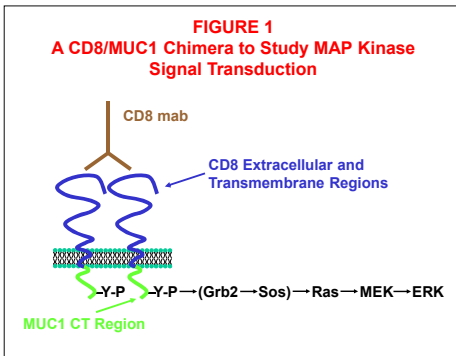 FIGURE 1
A CD8/MUC1 Chimera to Study MAP Kinase
Signal Transduction
CD8 mab
CD8 Extracellular and
Transmembrane Regions
–Y-P –Y-P→(Grb2→Sos)→Ras→MEK→ERK
MUC1 CT Region